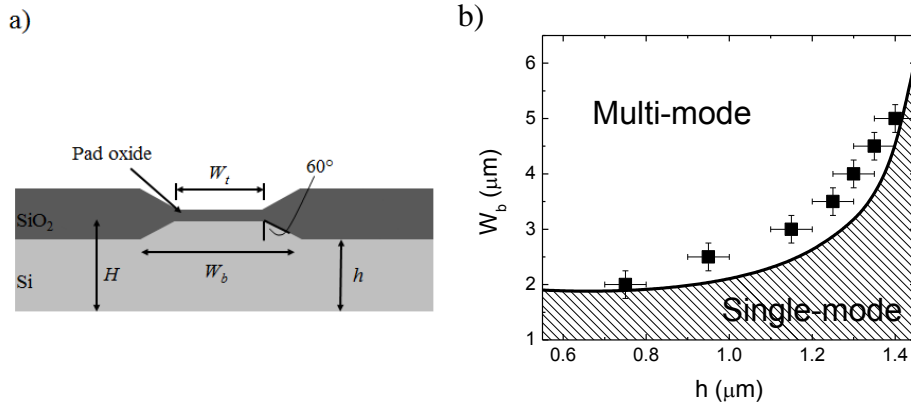 a)
Pad oxide
W_t
60°
SiO₂
H
W_b
h
Si
b)
6
5
4
3
2
1
W_b (μm)
Multi-mode
Single-mode
0.6
0.8
1.0
1.2
1.4
h (μm)